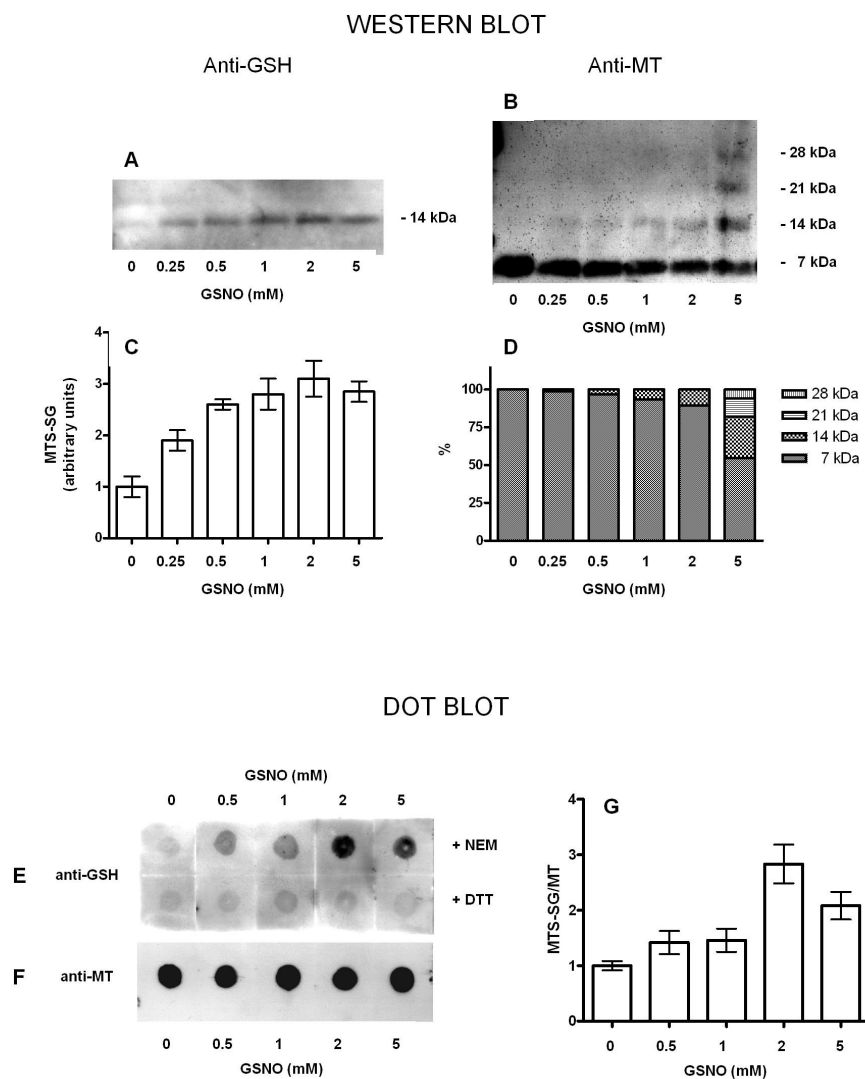 WESTERN BLOT
Anti-GSH
Anti-MT
A
- 14 kDa
0 0.25 0.5 1 2 5
GSNO (mM)
B
- 28 kDa
- 21 kDa
- 14 kDa
- 7 kDa
0 0.25 0.5 1 2 5
GSNO (mM)
C
MTS-SG
(arbitrary units)
4
3
2
1
0
0 0.25 0.5 1 2 5
GSNO (mM)
D
%
100
75
50
25
0
0 0.25 0.5 1 2 5
GSNO (mM)
28 kDa
21 kDa
14 kDa
7 kDa
DOT BLOT
GSNO (mM)
0 0.5 1 2 5
E
anti-GSH
+ NEM
+ DTT
F
anti-MT
0 0.5 1 2 5
GSNO (mM)
G
MTS-SG/MT
4
3
2
1
0
0 0.5 1 2 5
GSNO (mM)